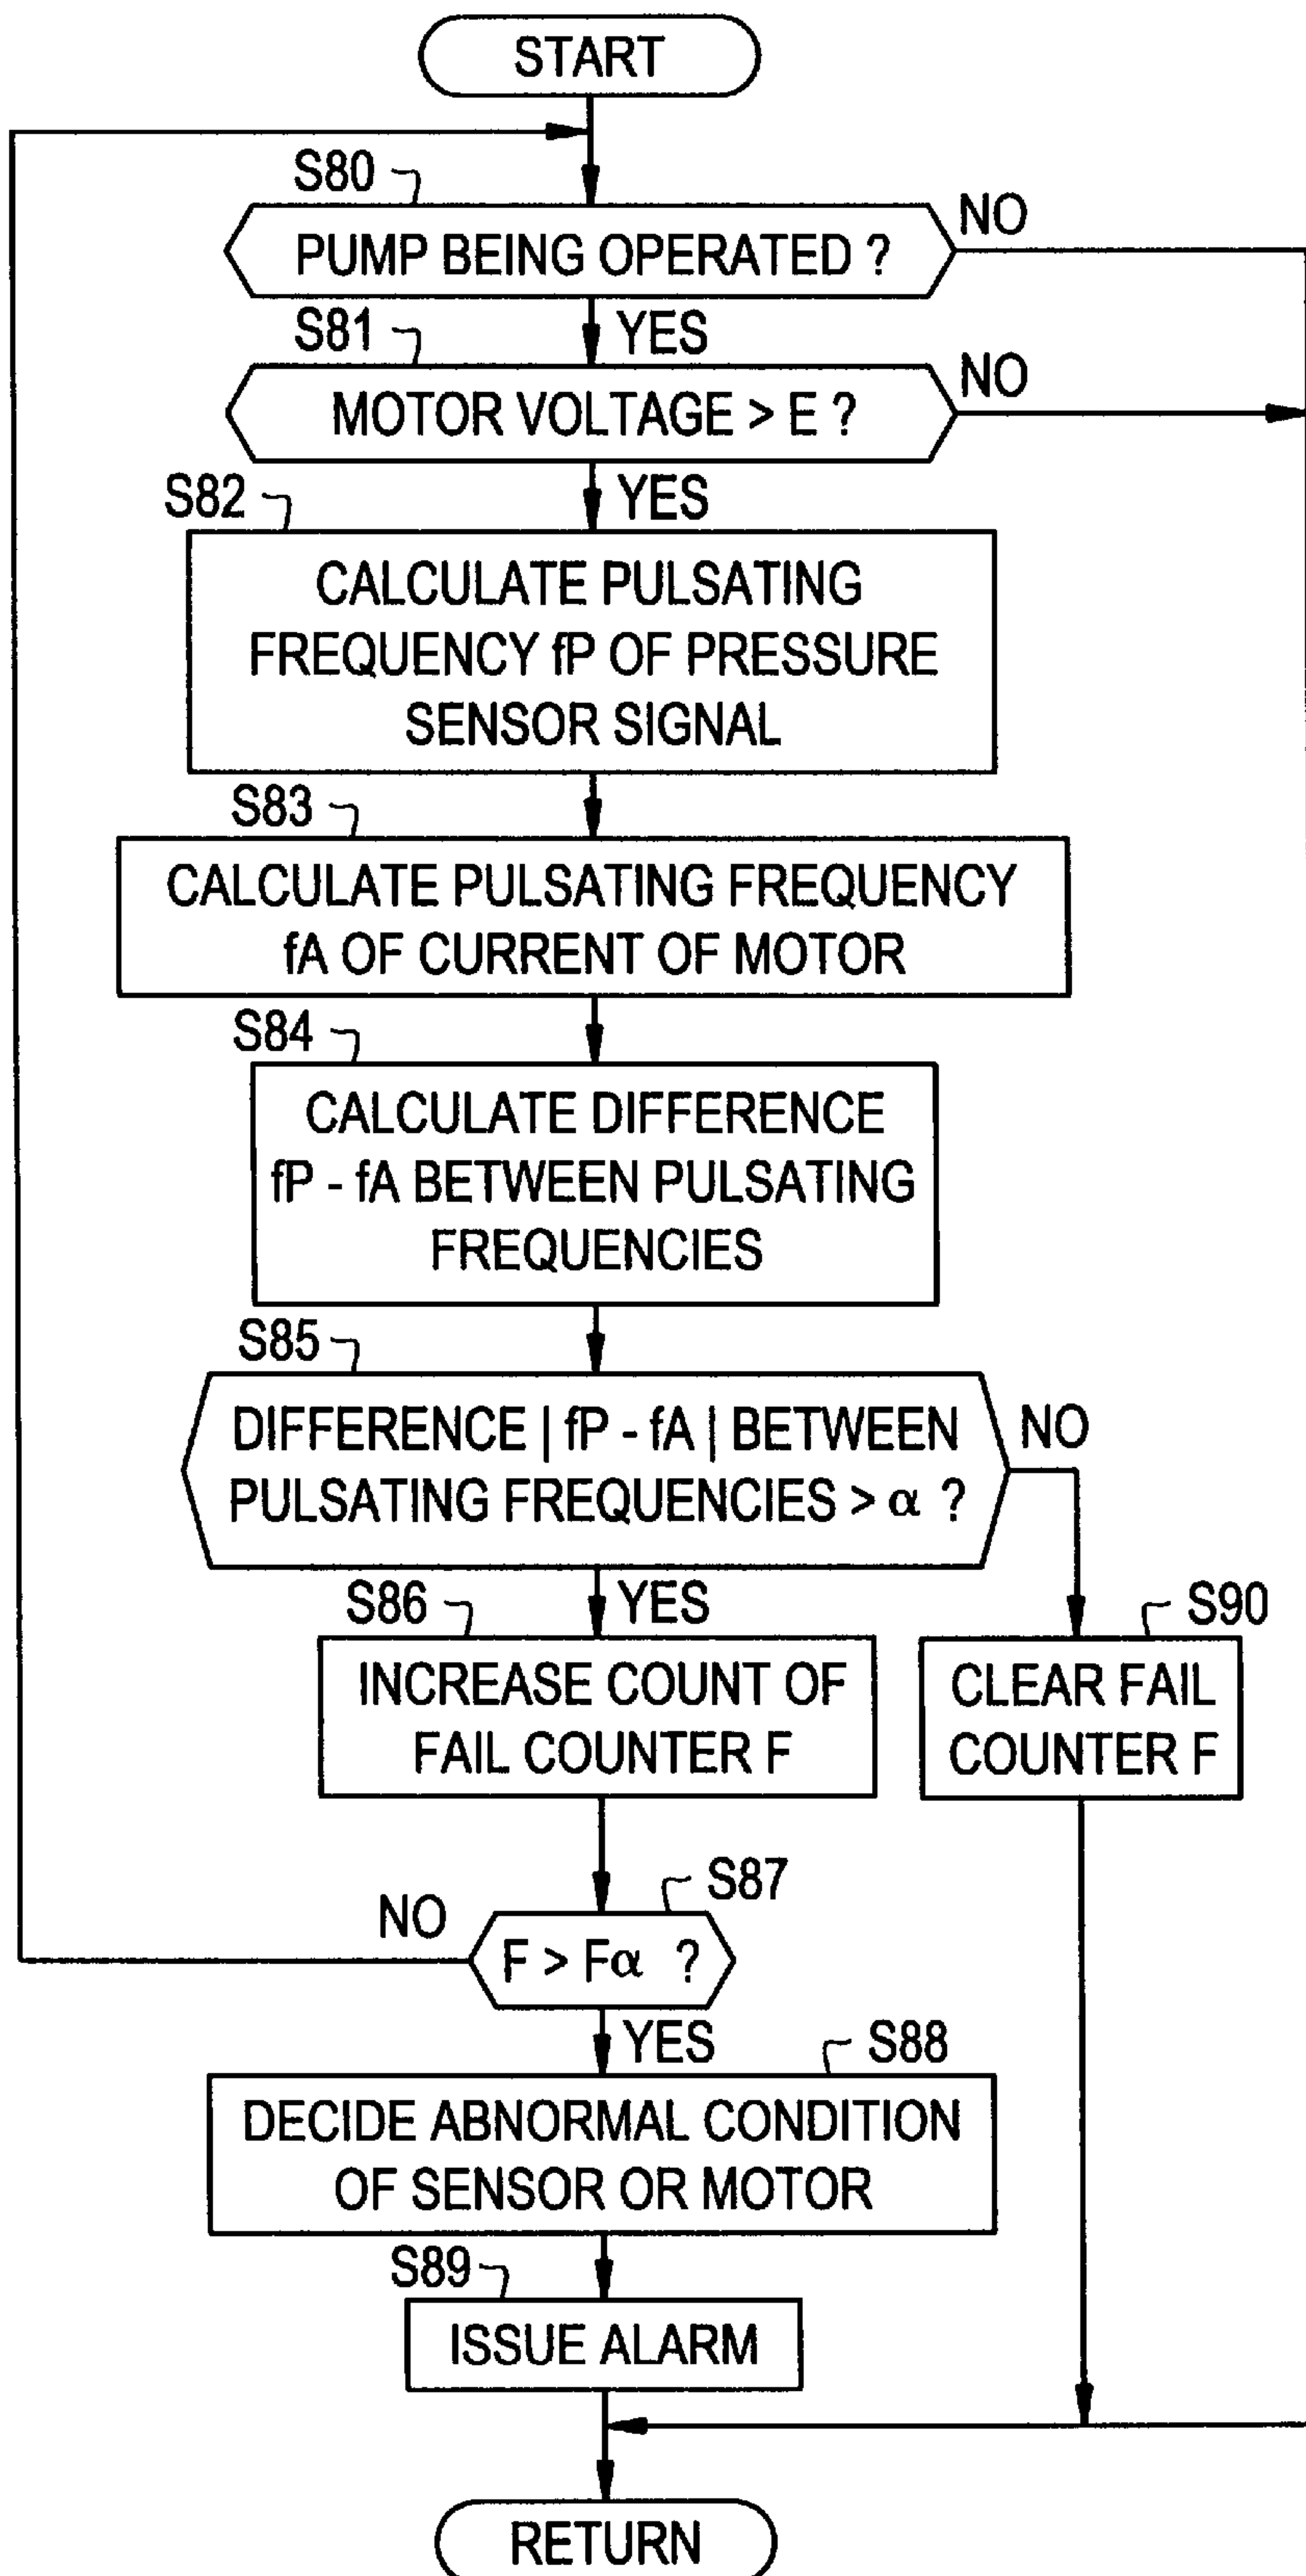 START
S80
PUMP BEING OPERATED ?
NO
YES
S81
MOTOR VOLTAGE > E ?
NO
YES
S82
CALCULATE PULSATING
FREQUENCY fP OF PRESSURE
SENSOR SIGNAL
S83
CALCULATE PULSATING FREQUENCY
fA OF CURRENT OF MOTOR
S84
CALCULATE DIFFERENCE
fP - fA BETWEEN PULSATING
FREQUENCIES
S85
DIFFERENCE | fP - fA | BETWEEN
PULSATING FREQUENCIES > α ?
NO
YES
S86
INCREASE COUNT OF
FAIL COUNTER F
S90
CLEAR FAIL
COUNTER F
S87
F > Fα ?
NO
YES
S88
DECIDE ABNORMAL CONDITION
OF SENSOR OR MOTOR
S89
ISSUE ALARM
RETURN